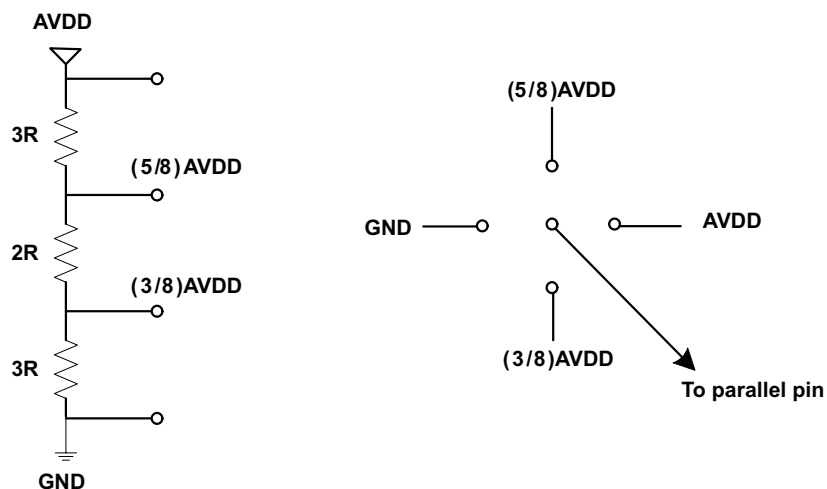 AVDD
3R
(5/8)AVDD
2R
(3/8)AVDD
3R
GND
(5/8)AVDD
GND
AVDD
(3/8)AVDD
To parallel pin